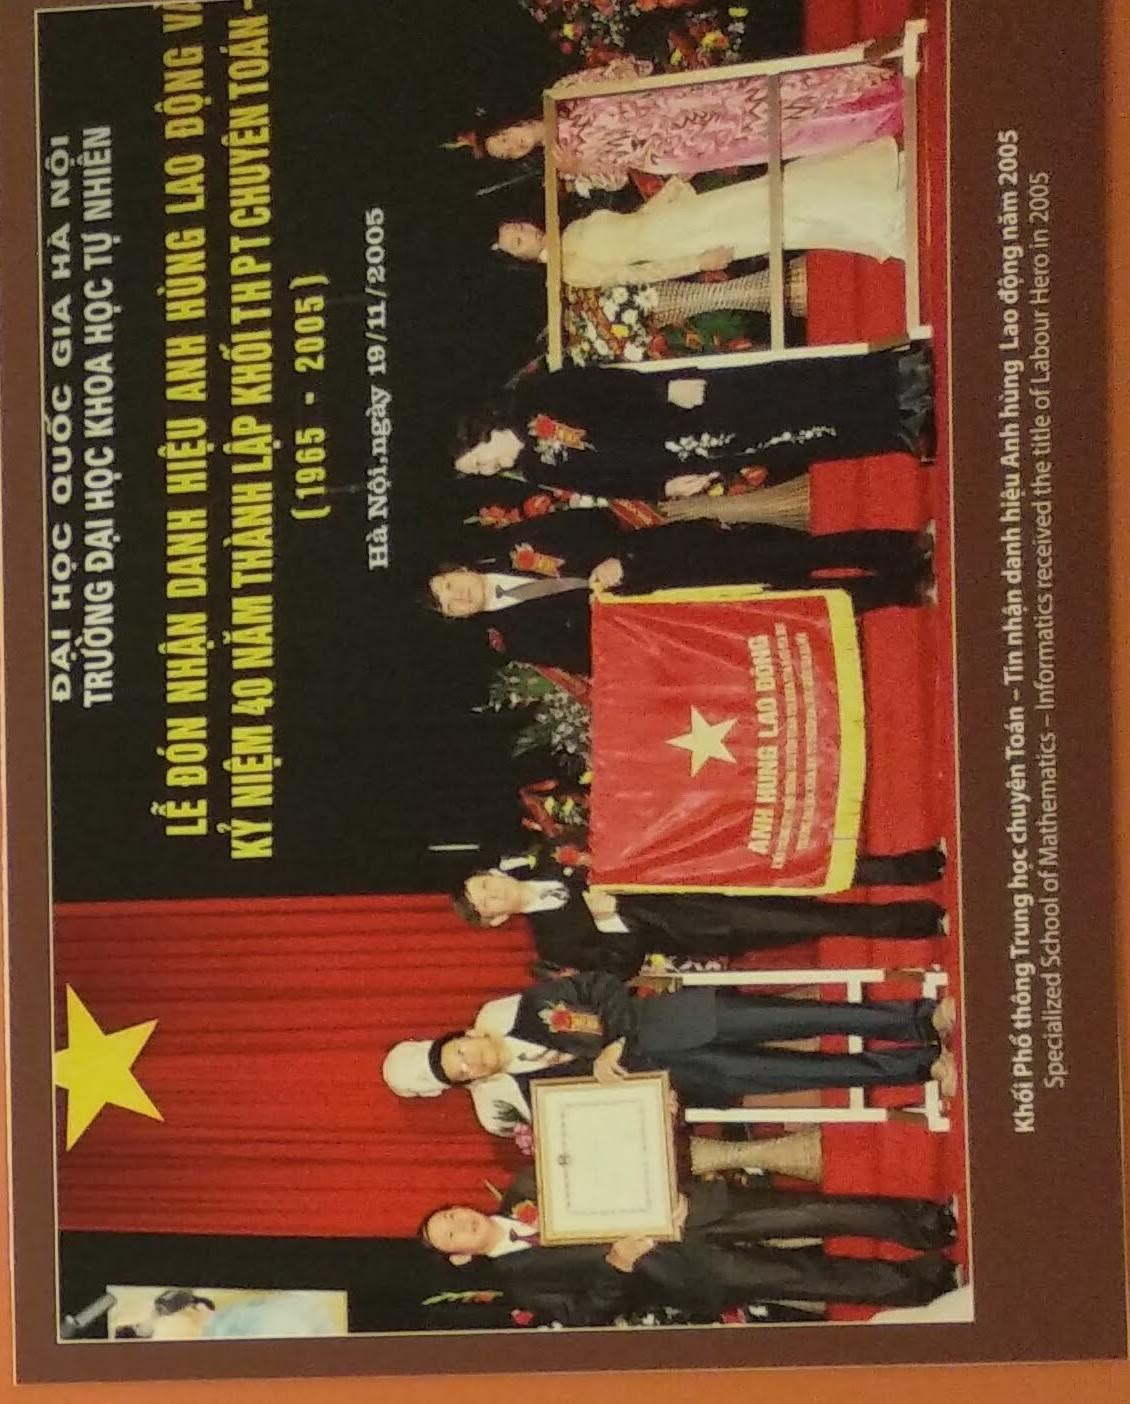 ĐẠI HỌC QUỐC GIA HÀ NỘI
TRƯỜNG ĐẠI HỌC KHOA HỌC TỰ NHIÊN
LỄ ĐÓN NHẬN DANH HIỆU ANH HÙNG LAO ĐỘNG VÀ
KỶ NIỆM 40 NĂM THÀNH LẬP KHỐI THPT CHUYÊN TOÁN -
(1965 - 2005)
Hà Nội, ngày 19/11/2005
ANH HÙNG LAO ĐỘNG
Khối Phổ thông Trung học chuyên Toán – Tin nhận danh hiệu Anh hùng Lao động năm 2005
Specialized School of Mathematics – Informatics received the title of Labour Hero in 2005